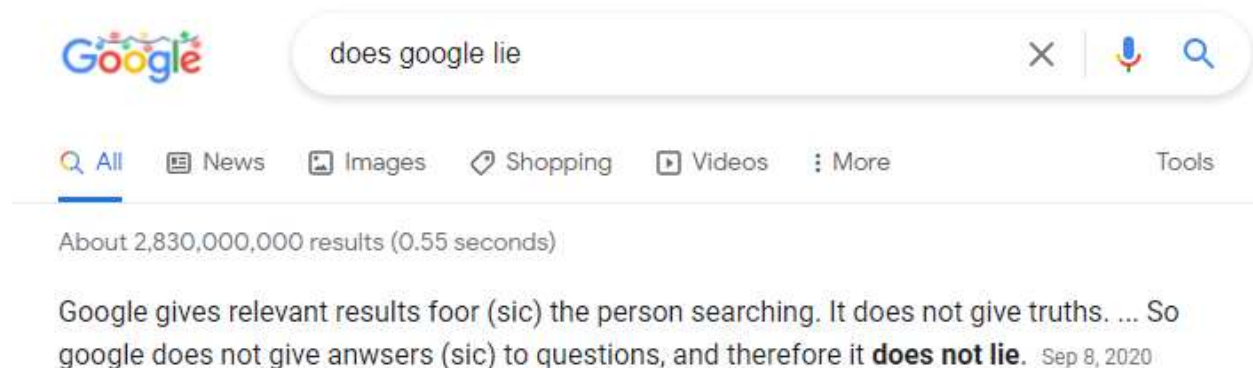 Google
does google lie
All News Images Shopping Videos More Tools
About 2,830,000,000 results (0.55 seconds)
Google gives relevant results foor (sic) the person searching. It does not give truths. ... So
google does not give anwsers (sic) to questions, and therefore it does not lie. Sep 8, 2020